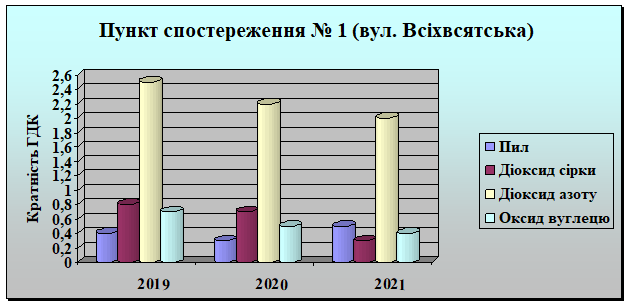 Пункт спостереження № 1 (вул. Всіхвсятська)
Кратність ГДК
2,6
2,4
2,2
2
1,8
1,6
1,4
1,2
1
0,8
0,6
0,4
0,2
0
2019
2020
2021
Пил
Діоксид сірки
Діоксид азоту
Оксид вуглецю